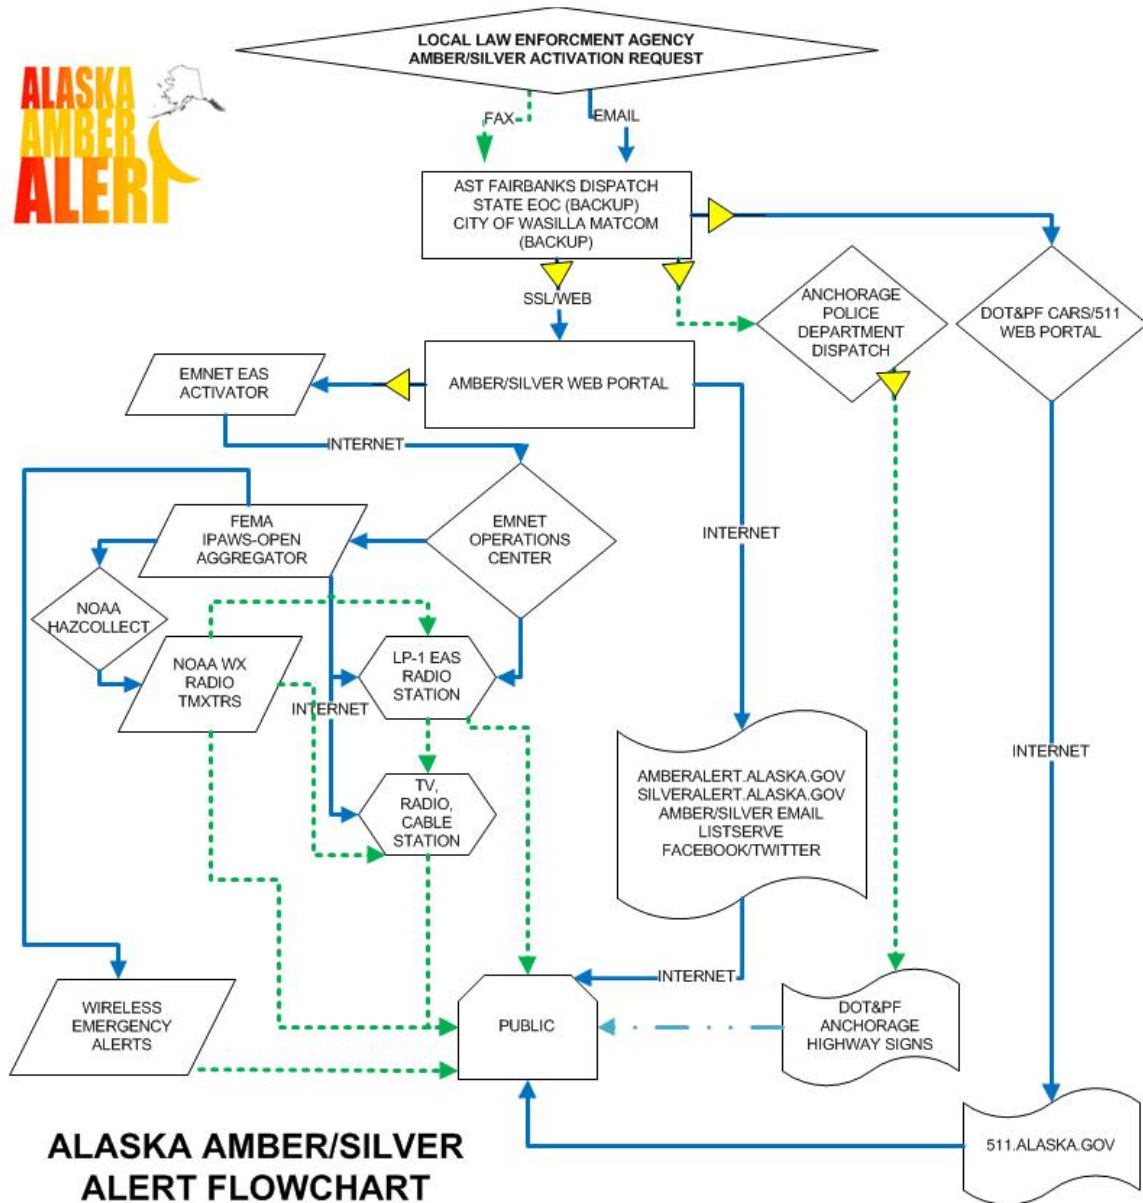 LOCAL LAW ENFORCMENT AGENCY
AMBER/SILVER ACTIVATION REQUEST
ALASKA
AMBER
ALERT
FAX
EMAIL
AST FAIRBANKS DISPATCH
STATE EOC (BACKUP)
CITY OF WASILLA MATCOM
(BACKUP)
SSL/WEB
ANCHORAGE
POLICE
DEPARTMENT
DISPATCH
DOT&PF CARS/511
WEB PORTAL
EMNET EAS
ACTIVATOR
AMBER/SILVER WEB PORTAL
INTERNET
FEMA
IPAWS-OPEN
AGGREGATOR
EMNET
OPERATIONS
CENTER
INTERNET
NOAA
HAZCOLLECT
NOAA WX
RADIO
TMXTRS
LP-1 EAS
RADIO
STATION
INTERNET
TV,
RADIO,
CABLE
STATION
AMBERALERT.ALASKA.GOV
SILVERALERT.ALASKA.GOV
AMBER/SILVER EMAIL
LISTSERVE
FACEBOOK/TWITTER
INTERNET
INTERNET
WIRELESS
EMERGENCY
ALERTS
PUBLIC
DOT&PF
ANCHORAGE
HIGHWAY SIGNS
511.ALASKA.GOV
ALASKA AMBER/SILVER
ALERT FLOWCHART